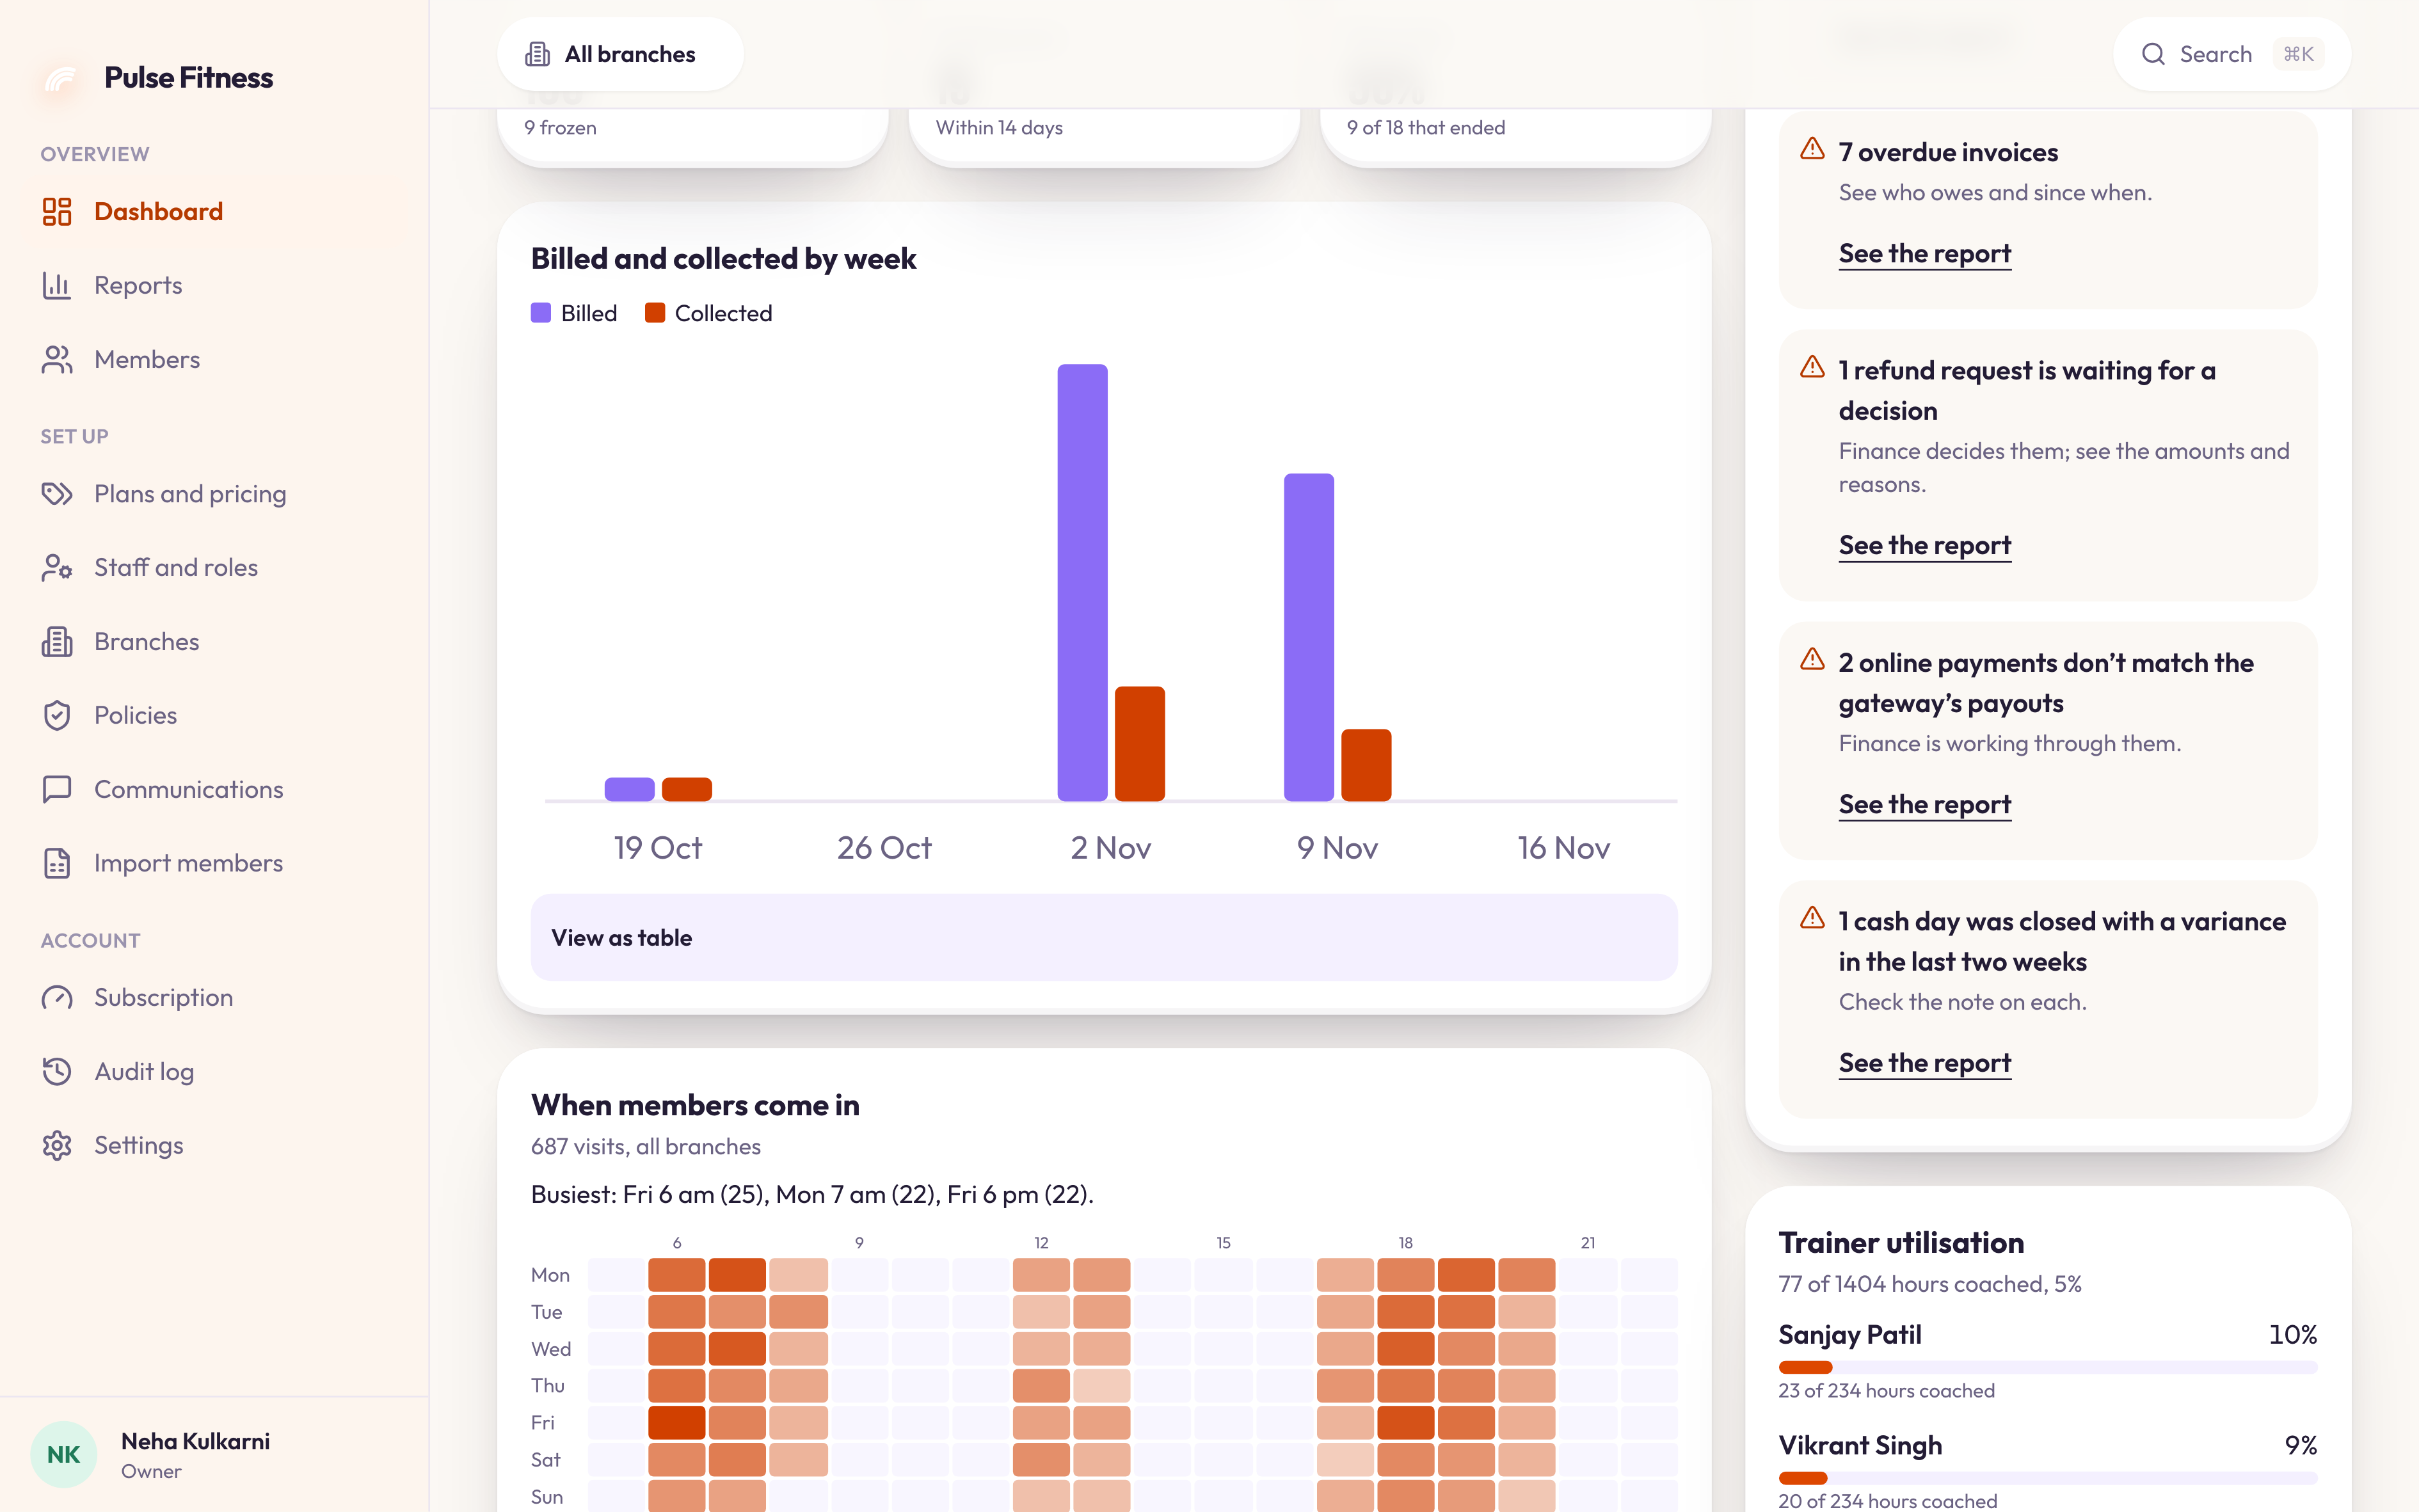 Pulse Fitness
OVERVIEW
Dashboard
Reports
Members
SET UP
Plans and pricing
Staff and roles
Branches
Policies
Communications
Import members
ACCOUNT
Subscription
Audit log
Settings
NK
Neha Kulkarni
Owner
All branches
Search ⌘K
9 frozen
Within 14 days
9 of 18 that ended
Billed and collected by week
Billed Collected
19 Oct 26 Oct 2 Nov 9 Nov 16 Nov
View as table
When members come in
687 visits, all branches
Busiest: Fri 6 am (25), Mon 7 am (22), Fri 6 pm (22).
6 9 12 15 18 21
Mon
Tue
Wed
Thu
Fri
Sat
Sun
7 overdue invoices
See who owes and since when.
See the report
1 refund request is waiting for a
decision
Finance decides them; see the amounts and
reasons.
See the report
2 online payments don’t match the
gateway’s payouts
Finance is working through them.
See the report
1 cash day was closed with a variance
in the last two weeks
Check the note on each.
See the report
Trainer utilisation
77 of 1404 hours coached, 5%
Sanjay Patil 10%
23 of 234 hours coached
Vikrant Singh 9%
20 of 234 hours coached